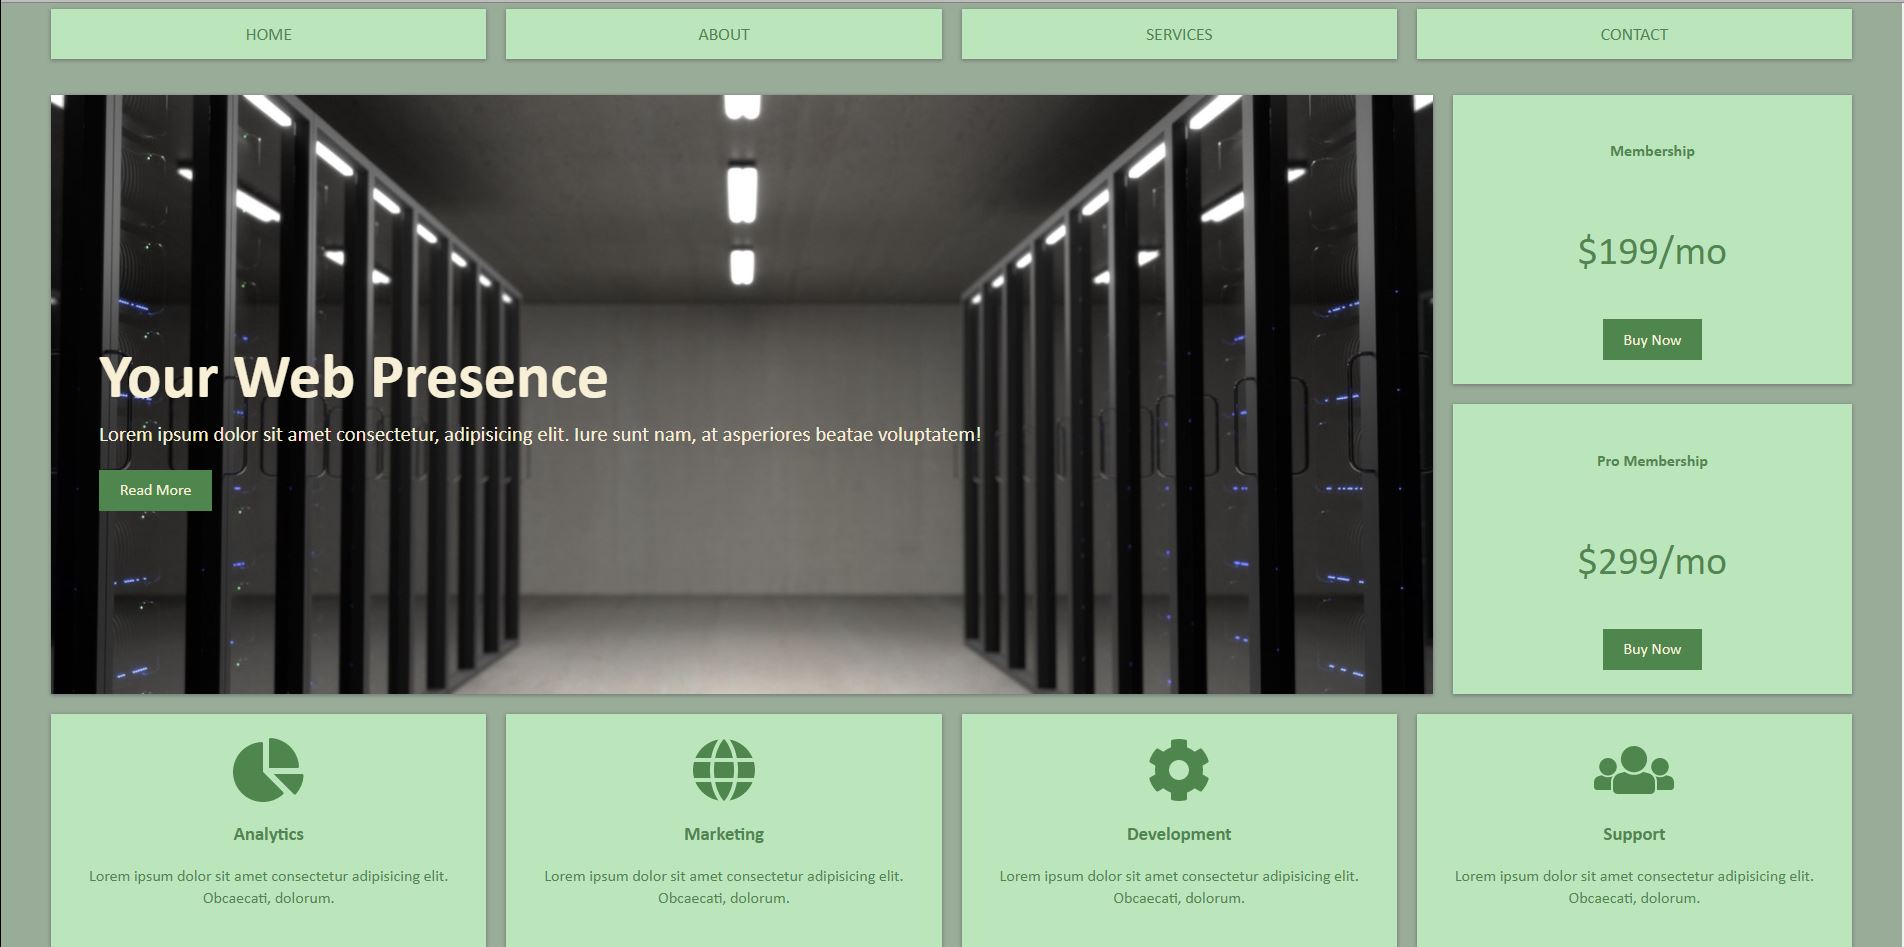 HOME
ABOUT
SERVICES
CONTACT
Your Web Presence
Lorem ipsum dolor sit amet consectetur, adipisicing elit. Iure sunt nam, at asperiores beatae voluptatem!
Read More
Membership
$199/mo
Buy Now
Pro Membership
$299/mo
Buy Now
Analytics
Lorem ipsum dolor sit amet consectetur adipisicing elit.
Obcaecati, dolorum.
Marketing
Lorem ipsum dolor sit amet consectetur adipisicing elit.
Obcaecati, dolorum.
Development
Lorem ipsum dolor sit amet consectetur adipisicing elit.
Obcaecati, dolorum.
Support
Lorem ipsum dolor sit amet consectetur adipisicing elit.
Obcaecati, dolorum.